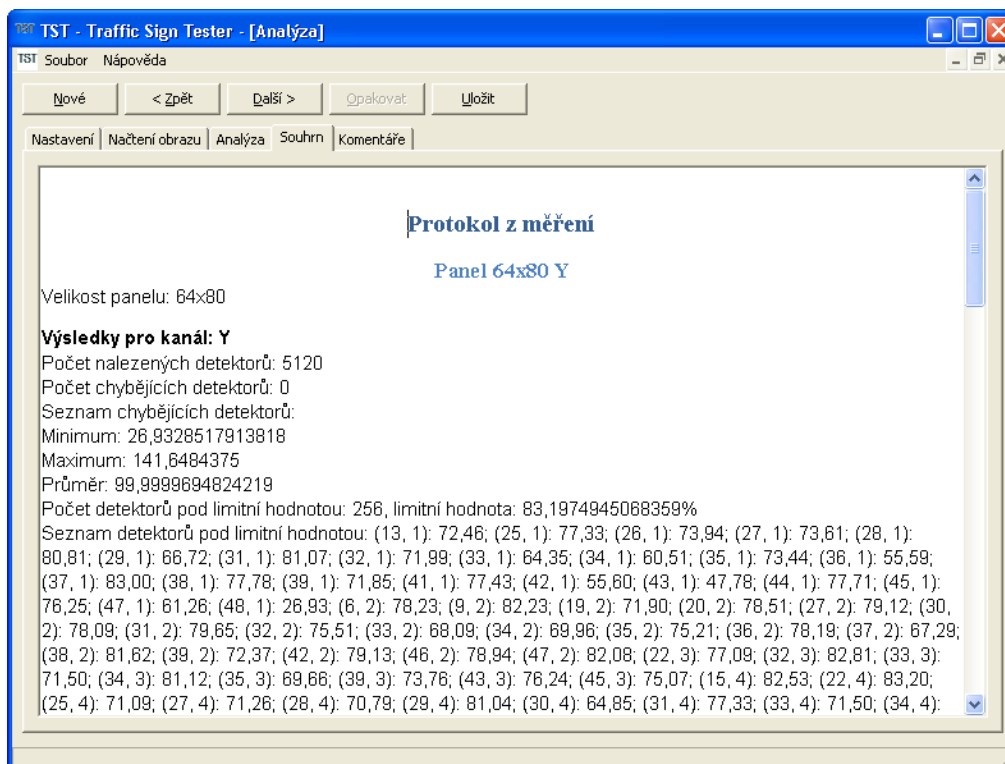 TST TST - Traffic Sign Tester - [Analýza]
TST Soubor Nápověda
Nové < Zpět Další > Opakovat Uložit
Nastavení Načtení obrazu Analýza Souhrn Komentáře
Protokol z měření
Panel 64x80 Y
Velikost panelu: 64x80
Výsledky pro kanál: Y
Počet nalezených detektorů: 5120
Počet chybějících detektorů: 0
Seznam chybějících detektorů:
Minimum: 26,9328517913818
Maximum: 141,6484375
Průměr: 99,9999694824219
Počet detektorů pod limitní hodnotou: 256, limitní hodnota: 83,1974945068359%
Seznam detektorů pod limitní hodnotou: (13, 1): 72,46; (25, 1): 77,33; (26, 1): 73,94; (27, 1): 73,61; (28, 1):
80,81; (29, 1): 66,72; (31, 1): 81,07; (32, 1): 71,99; (33, 1): 64,35; (34, 1): 60,51; (35, 1): 73,44; (36, 1): 55,59;
(37, 1): 83,00; (38, 1): 77,78; (39, 1): 71,85; (41, 1): 77,43; (42, 1): 55,60; (43, 1): 47,78; (44, 1): 77,71; (45, 1):
76,25; (47, 1): 61,26; (48, 1): 26,93; (6, 2): 78,23; (9, 2): 82,23; (19, 2): 71,90; (20, 2): 78,51; (27, 2): 79,12; (30,
2): 78,09; (31, 2): 79,65; (32, 2): 75,51; (33, 2): 68,09; (34, 2): 69,96; (35, 2): 75,21; (36, 2): 78,19; (37, 2): 67,29;
(38, 2): 81,62; (39, 2): 72,37; (42, 2): 79,13; (46, 2): 78,94; (47, 2): 82,08; (22, 3): 77,09; (32, 3): 82,81; (33, 3):
71,50; (34, 3): 81,12; (35, 3): 69,66; (39, 3): 73,76; (43, 3): 76,24; (45, 3): 75,07; (15, 4): 82,53; (22, 4): 83,20;
(25, 4): 71,09; (27, 4): 71,26; (28, 4): 70,79; (29, 4): 81,04; (30, 4): 64,85; (31, 4): 77,33; (33, 4): 71,50; (34, 4):